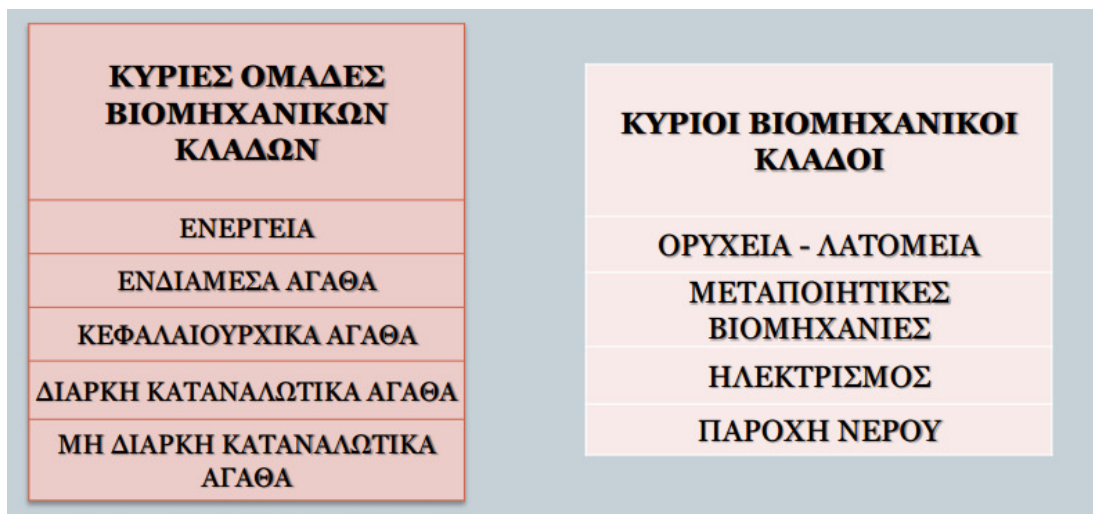 ΚΥΡΙΕΣ ΟΜΑΔΕΣ
ΒΙΟΜΗΧΑΝΙΚΩΝ
ΚΛΑΔΩΝ
ΕΝΕΡΓΕΙΑ
ΕΝΔΙΑΜΕΣΑ ΑΓΑΘΑ
ΚΕΦΑΛΑΙΟΥΡΧΙΚΑ ΑΓΑΘΑ
ΔΙΑΡΚΗ ΚΑΤΑΝΑΛΩΤΙΚΑ ΑΓΑΘΑ
ΜΗ ΔΙΑΡΚΗ ΚΑΤΑΝΑΛΩΤΙΚΑ
ΑΓΑΘΑ
ΚΥΡΙΟΙ ΒΙΟΜΗΧΑΝΙΚΟΙ
ΚΛΑΔΟΙ
ΟΡΥΧΕΙΑ - ΛΑΤΟΜΕΙΑ
ΜΕΤΑΠΟΙΗΤΙΚΕΣ
ΒΙΟΜΗΧΑΝΙΕΣ
ΗΛΕΚΤΡΙΣΜΟΣ
ΠΑΡΟΧΗ ΝΕΡΟΥ